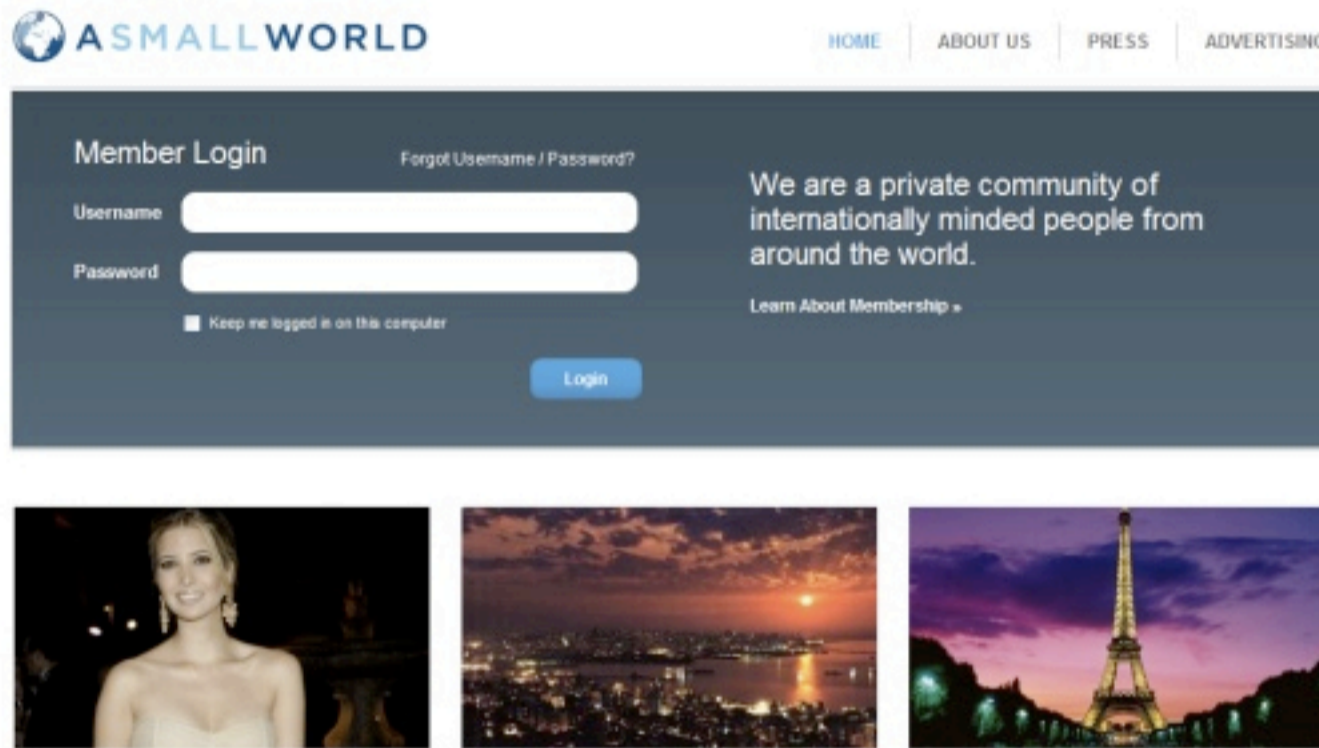 ASMALLWORLD
HOME ABOUT US PRESS ADVERTISING
Member Login Forgot Username / Password?
Username
Password
Keep me logged in on this computer
Login
We are a private community of
internationally minded people from
around the world.
Learn About Membership »